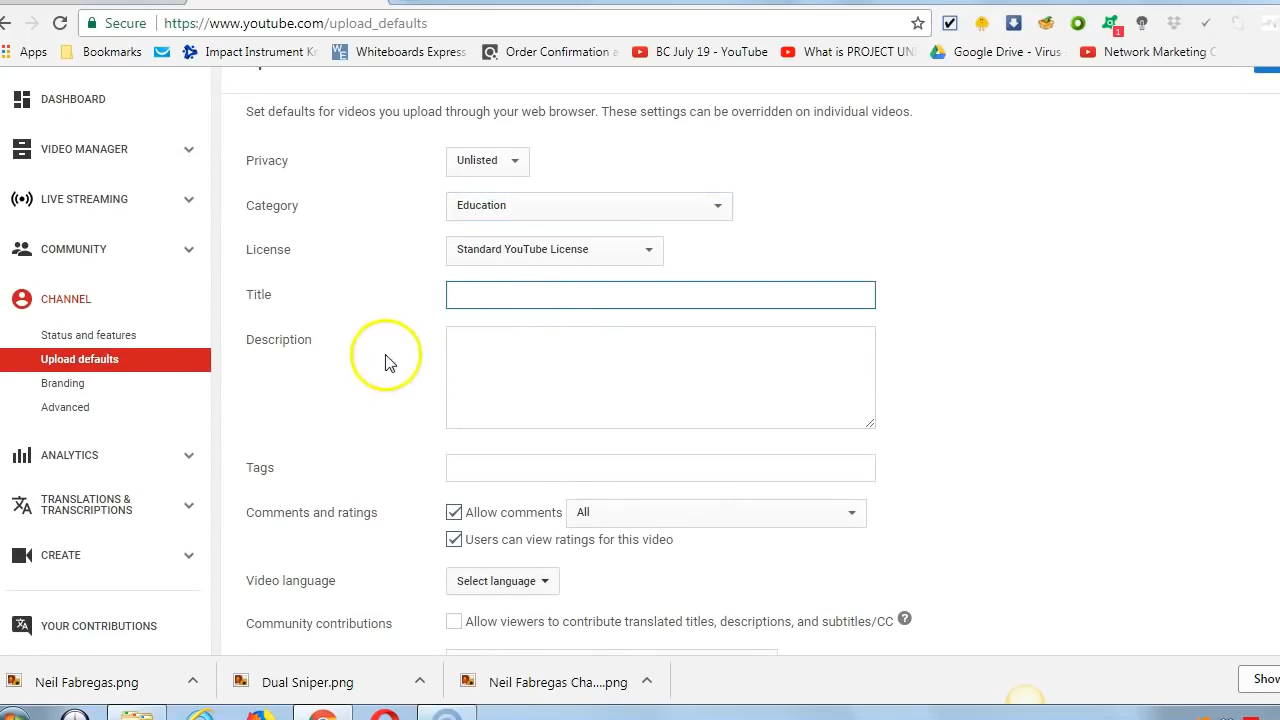 Secure https://www.youtube.com/upload_defaults
1
Apps Bookmarks Impact Instrument Kr Whiteboards Express Order Confirmation a BC July 13 - YouTube What is PROJECT UNI Google Drive - Virus Network Marketing C
DASHBOARD
VIDEO MANAGER
LIVE STREAMING
COMMUNITY
CHANNEL
Status and features
Upload defaults
Branding
Advanced
ANALYTICS
TRANSLATIONS &
TRANSCRIPTIONS
CREATE
YOUR CONTRIBUTIONS
Set defaults for videos you upload through your web browser. These settings can be overridden on individual videos.
Privacy Unlisted
Category Education
License Standard YouTube License
Title
Description
Tags
Comments and ratings Allow comments All
Users can view ratings for this video
Video language Select language
Community contributions Allow viewers to contribute translated titles, descriptions, and subtitles/CC ?
Neil Fabregas.png Dual Sniper.png Neil Fabregas Cha....png Show